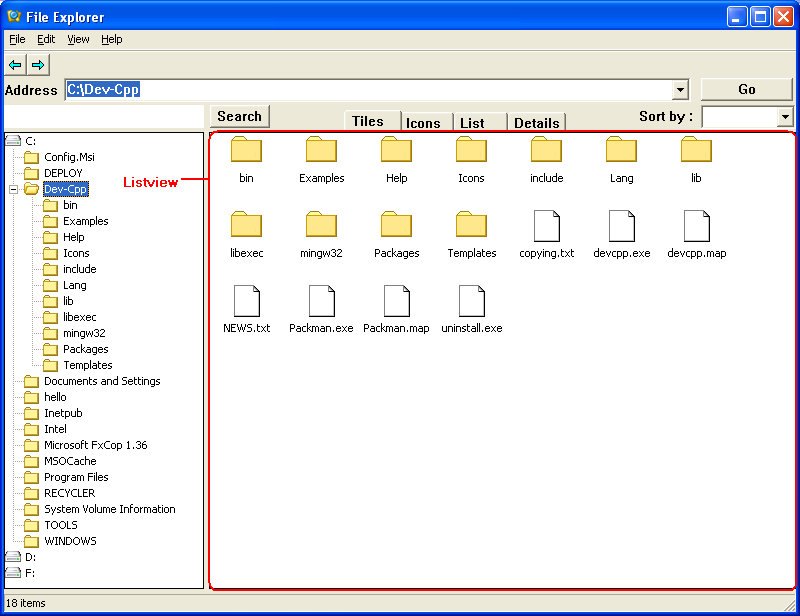 File Explorer
File Edit View Help
Address C:\Dev-Cpp Go
Search Tiles Icons List Details Sort by :
C:
Config.Msi
DEPLOY
Dev-Cpp
bin
Examples
Help
Icons
include
Lang
lib
libexec
mingw32
Packages
Templates
Documents and Settings
hello
Inetpub
Intel
Microsoft FxCop 1.36
MSOCache
Program Files
RECYCLER
System Volume Information
TOOLS
WINDOWS
D:
F:
Listview
bin Examples Help Icons include Lang lib
libexec mingw32 Packages Templates copying.txt devcpp.exe devcpp.map
NEWS.txt Packman.exe Packman.map uninstall.exe
18 items